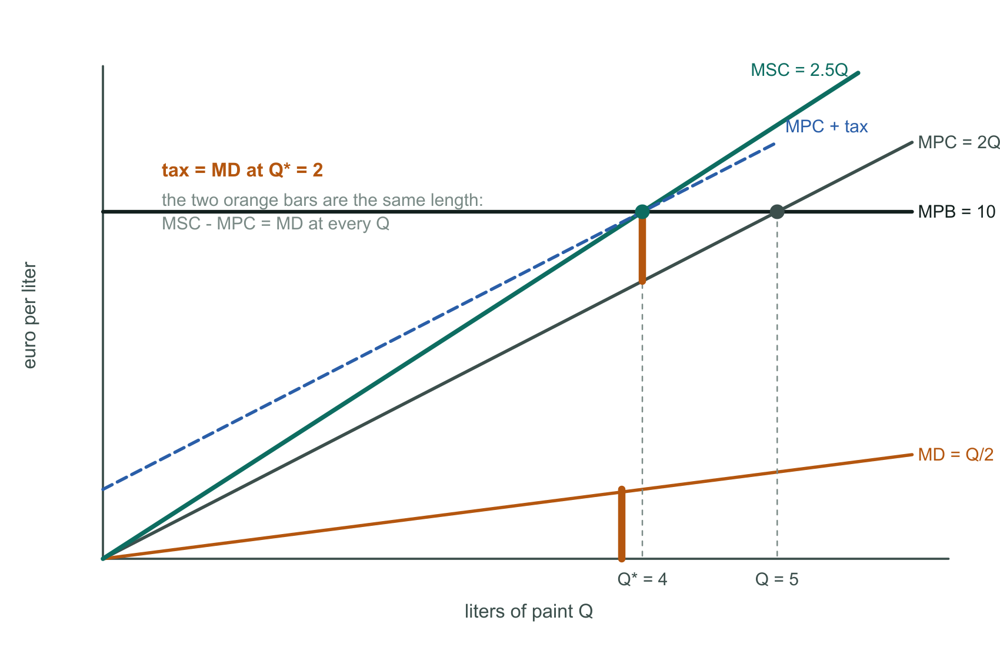 MSC = 2.5Q
MPC + tax
MPC = 2Q
tax = MD at Q* = 2
the two orange bars are the same length:
MPB = 10
MSC - MPC = MD at every Q
euro per liter
MD = Q/2
Q* = 4
Q = 5
liters of paint Q